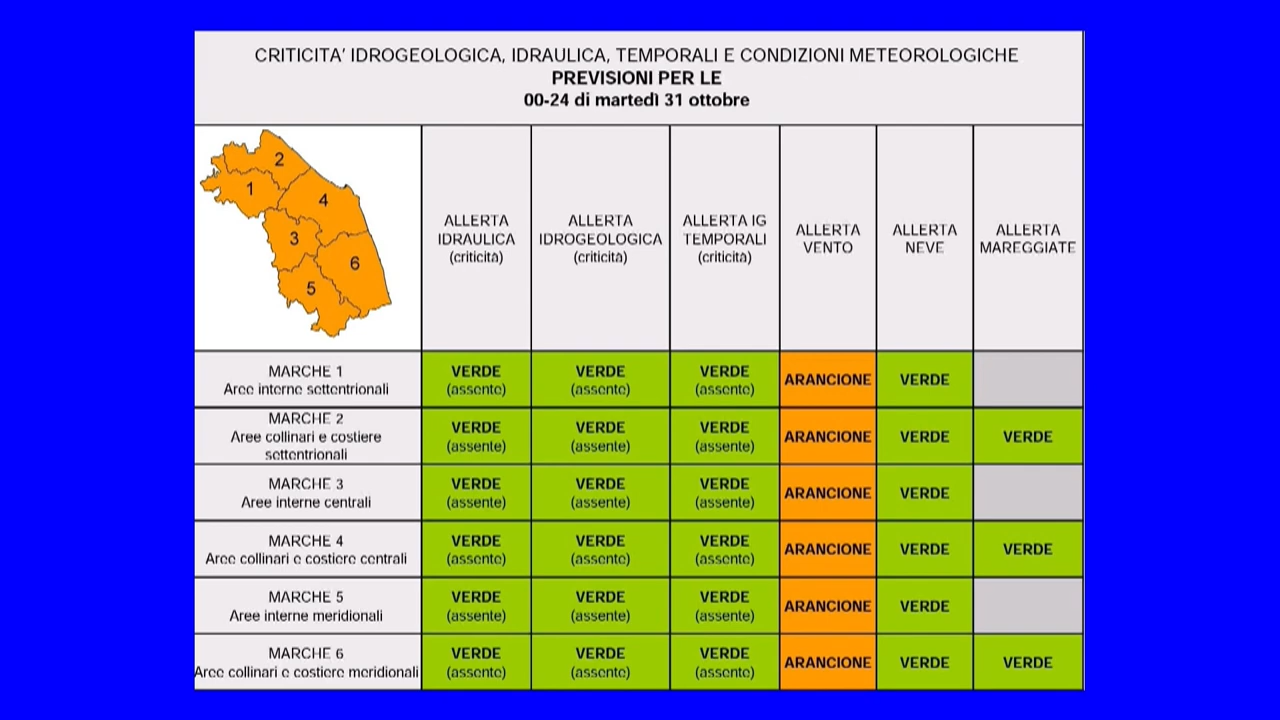 CRITICITA' IDROGEOLOGICA, IDRAULICA, TEMPORALI E CONDIZIONI METEOROLOGICHE
PREVISIONI PER LE
00-24 di martedì 31 ottobre
2
1
4
3
6
5
ALLERTA
IDRAULICA
(criticità)
ALLERTA
IDROGEOLOGICA
(criticità)
ALLERTA IG
TEMPORALI
(criticità)
ALLERTA
VENTO
ALLERTA
NEVE
ALLERTA
MAREGGIATE
MARCHE 1
Aree interne settentrionali
VERDE
(assente)
VERDE
(assente)
VERDE
(assente)
ARANCIONE
VERDE
MARCHE 2
Aree collinari e costiere
settentrionali
VERDE
(assente)
VERDE
(assente)
VERDE
(assente)
ARANCIONE
VERDE
VERDE
MARCHE 3
Aree interne centrali
VERDE
(assente)
VERDE
(assente)
VERDE
(assente)
ARANCIONE
VERDE
MARCHE 4
Aree collinari e costiere centrali
VERDE
(assente)
VERDE
(assente)
VERDE
(assente)
ARANCIONE
VERDE
VERDE
MARCHE 5
Aree interne meridionali
VERDE
(assente)
VERDE
(assente)
VERDE
(assente)
ARANCIONE
VERDE
MARCHE 6
Aree collinari e costiere meridionali
VERDE
(assente)
VERDE
(assente)
VERDE
(assente)
ARANCIONE
VERDE
VERDE